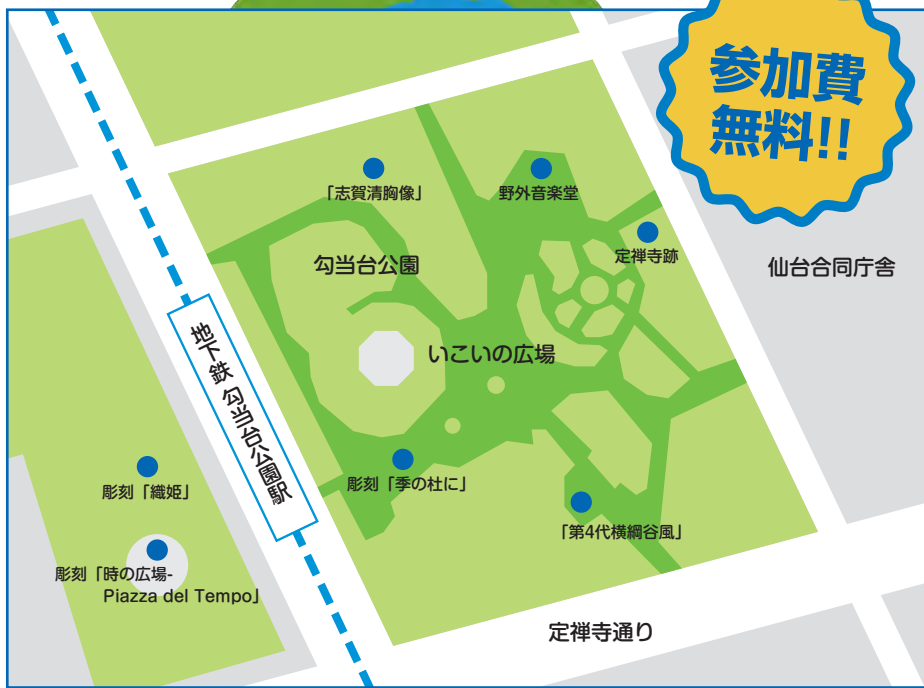 参加費
無料!!
「志賀清胸像」
野外音楽堂
定禅寺跡
勾当台公園
仙台合同庁舎
いこいの広場
地下鉄 勾当台公園駅
彫刻「季の杜に」
彫刻「織姫」
「第4代横綱谷風」
彫刻「時の広場-
Piazza del Tempo」
定禅寺通り